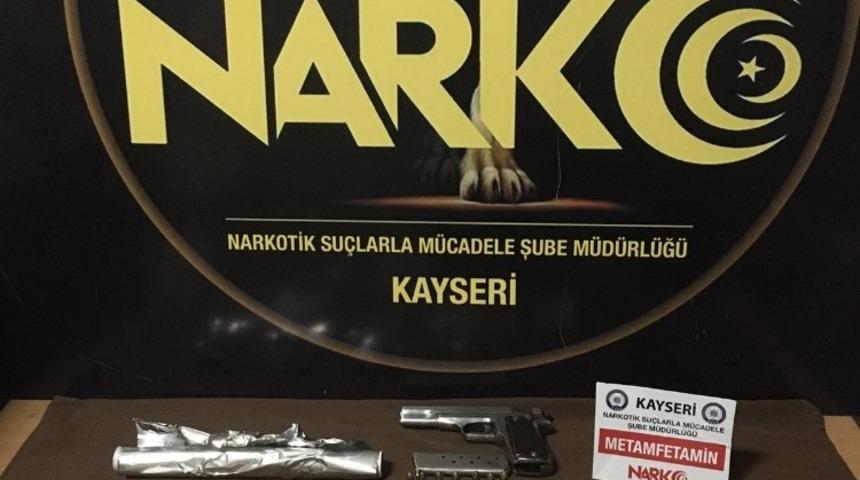 NARKO
NARKOTİK SUÇLARLA MÜCADELE ŞUBE MÜDÜRLÜĞÜ
KAYSERİ
KAYSERİ
NARKOTİK SUÇLARLA MÜCADELE
ŞUBE MÜDÜRLÜĞÜ
METAMFETAMİN
NARKO